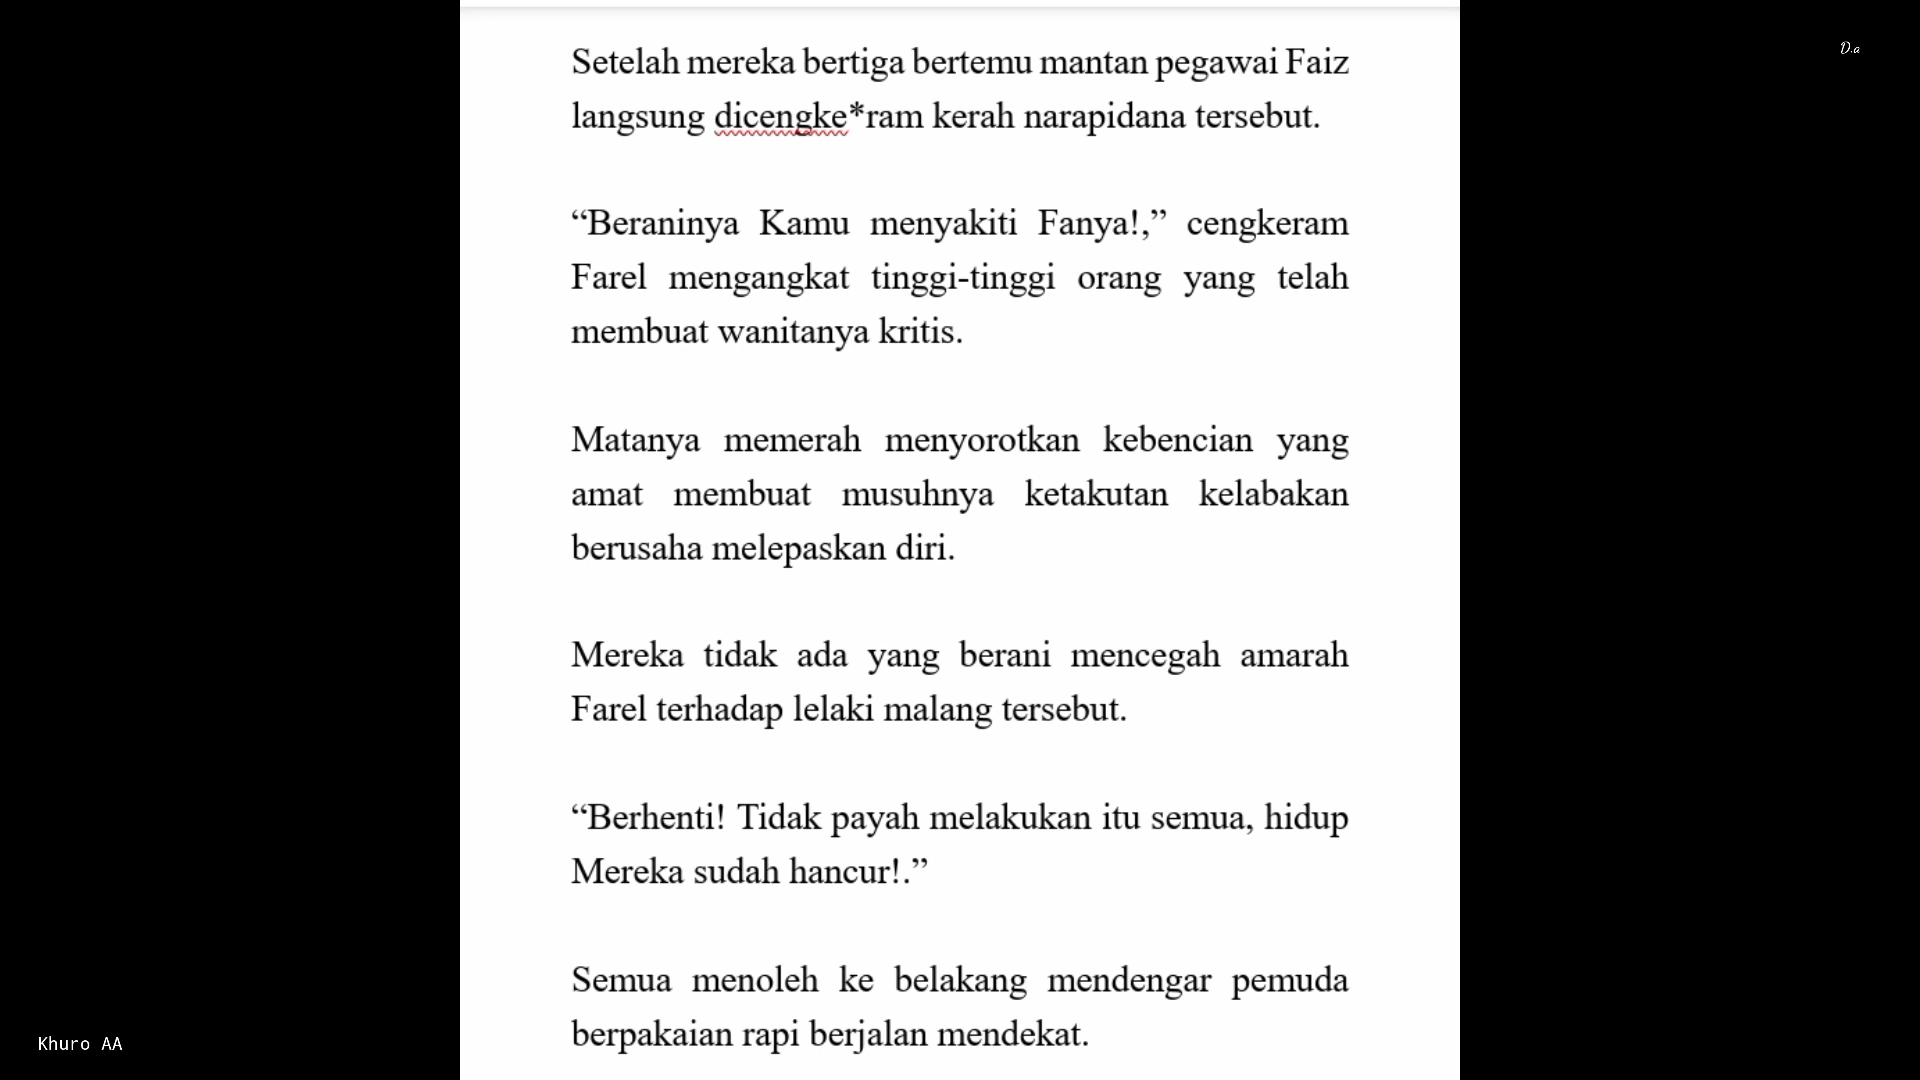 D.a
Setelah mereka bertiga bertemu mantan pegawai Faiz
langsung dicengke*ram kerah narapidana tersebut.
“Beraninya Kamu menyakiti Fanya!,” cengkeram
Farel mengangkat tinggi-tinggi orang yang telah
membuat wanitanya kritis.
Matanya memerah menyorotkan kebencian yang
amat membuat musuhnya ketakutan kelabakan
berusaha melepaskan diri.
Mereka tidak ada yang berani mencegah amarah
Farel terhadap lelaki malang tersebut.
“Berhenti! Tidak payah melakukan itu semua, hidup
Mereka sudah hancur!.”
Semua menoleh ke belakang mendengar pemuda
berpakaian rapi berjalan mendekat.
Khuro AA